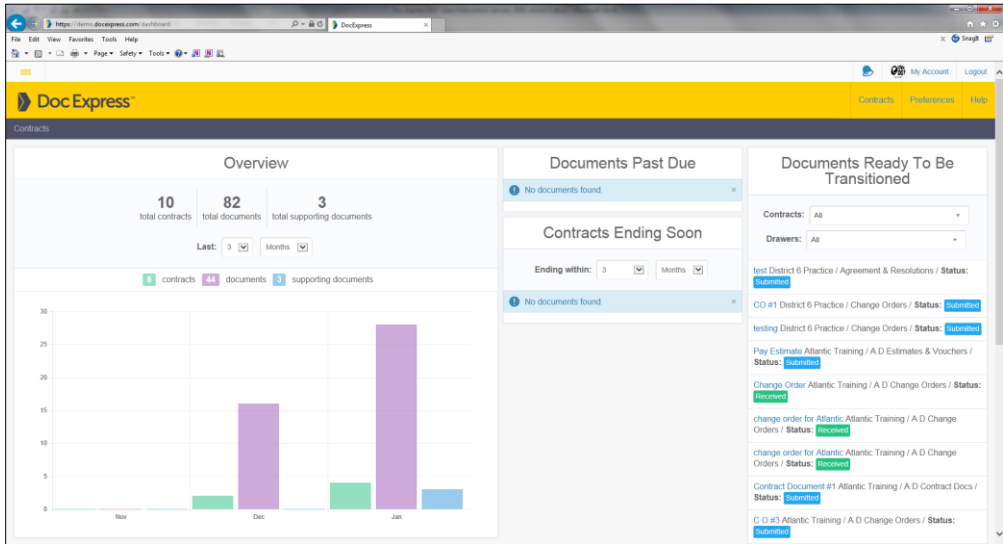 https://demo.docexpress.com/dashboard
DocExpress
File Edit View Favorites Tools Help
SnagIt
Page Safety Tools
My Account Logout
Doc Express
Contracts Preferences Help
Contracts
Overview
10 82 3
total contracts total documents total supporting documents
Last: 3 Months
6 contracts 44 documents 3 supporting documents
30
25
20
15
10
5
0
Nov Dec Jan
Documents Past Due
No documents found. ×
Contracts Ending Soon
Ending within: 3 Months
No documents found. ×
Documents Ready To Be
Transitioned
Contracts: All
Drawers: All
test District 6 Practice / Agreement & Resolutions / Status:
Submitted
CO #1 District 6 Practice / Change Orders / Status: Submitted
testing District 6 Practice / Change Orders / Status: Submitted
Pay Estimate Atlantic Training / A D Estimates & Vouchers /
Status: Submitted
Change Order Atlantic Training / A D Change Orders / Status:
Received
change order for Atlantic Atlantic Training / A D Change
Orders / Status: Received
change order for Atlantic Atlantic Training / A D Change
Orders / Status: Received
Contract Document #1 Atlantic Training / A D Contract Docs /
Status: Submitted
C O #3 Atlantic Training / A D Change Orders / Status:
Submitted